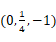 (0, 1/4, −1)